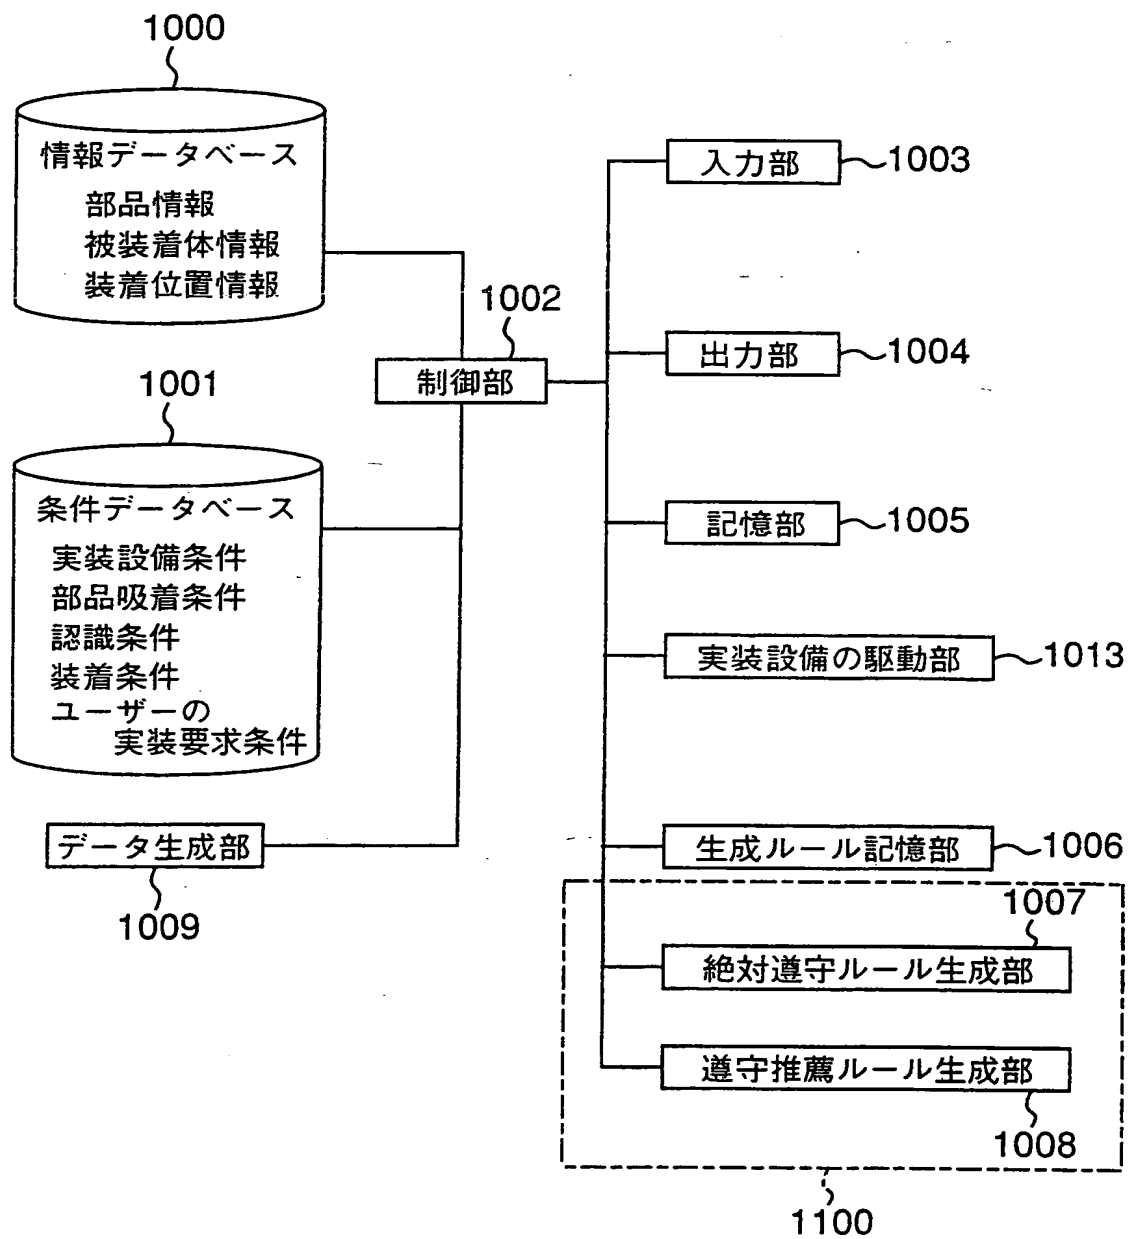 1000
情報データベース
部品情報
被装着体情報
装着位置情報
1001
条件データベース
実装設備条件
部品吸着条件
認識条件
装着条件
ユーザーの
実装要求条件
データ生成部
1009
1002
制御部
入力部
1003
出力部
1004
記憶部
1005
実装設備の駆動部
1013
生成ルール記憶部
1006
1007
絶対遵守ルール生成部
遵守推薦ルール生成部
1008
1100